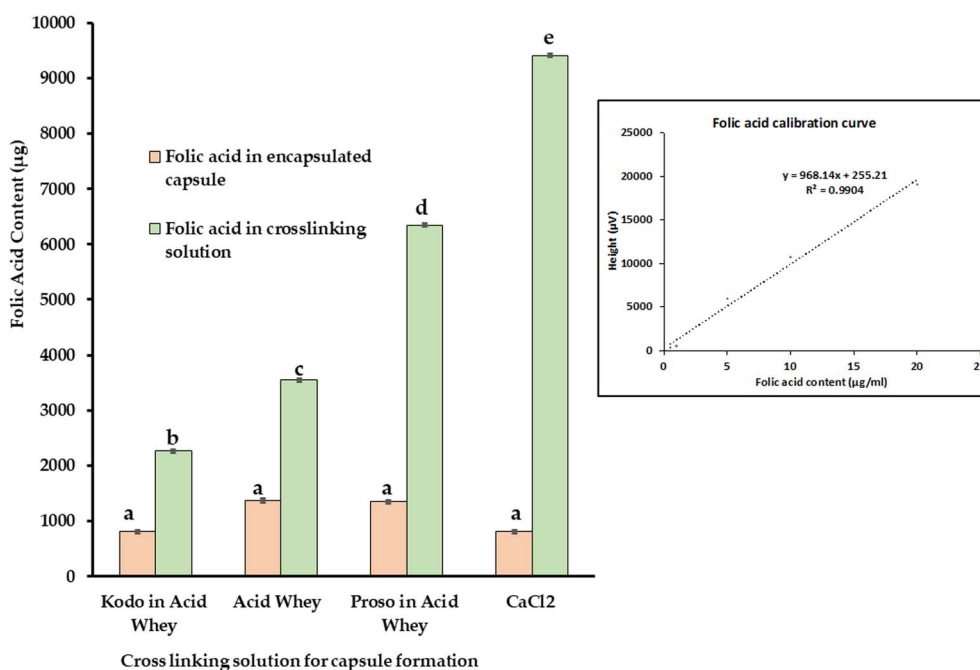 10000
9000
8000
7000
6000
5000
4000
3000
2000
1000
0
Folic Acid Content (µg)
Folic acid in encapsulated
capsule
Folic acid in crosslinking
solution
a
b
a
c
a
d
a
e
Kodo in Acid
Whey
Acid Whey
Proso in Acid
Whey
CaCl2
Cross linking solution for capsule formation
Folic acid calibration curve
25000
20000
15000
10000
5000
0
Height (µV)
y = 968.14x + 255.21
R² = 0.9904
0 5 10 15 20
Folic acid content (µg/ml)